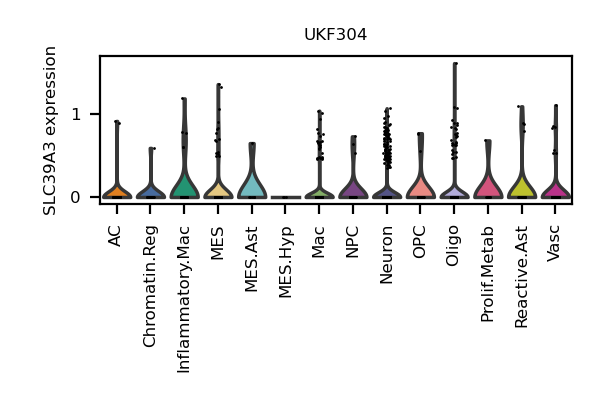 UKF304
SLC39A3 expression
1
0
AC
Chromatin.Reg
Inflammatory.Mac
MES
MES.Ast
MES.Hyp
Mac
NPC
Neuron
OPC
Oligo
Prolif.Metab
Reactive.Ast
Vasc